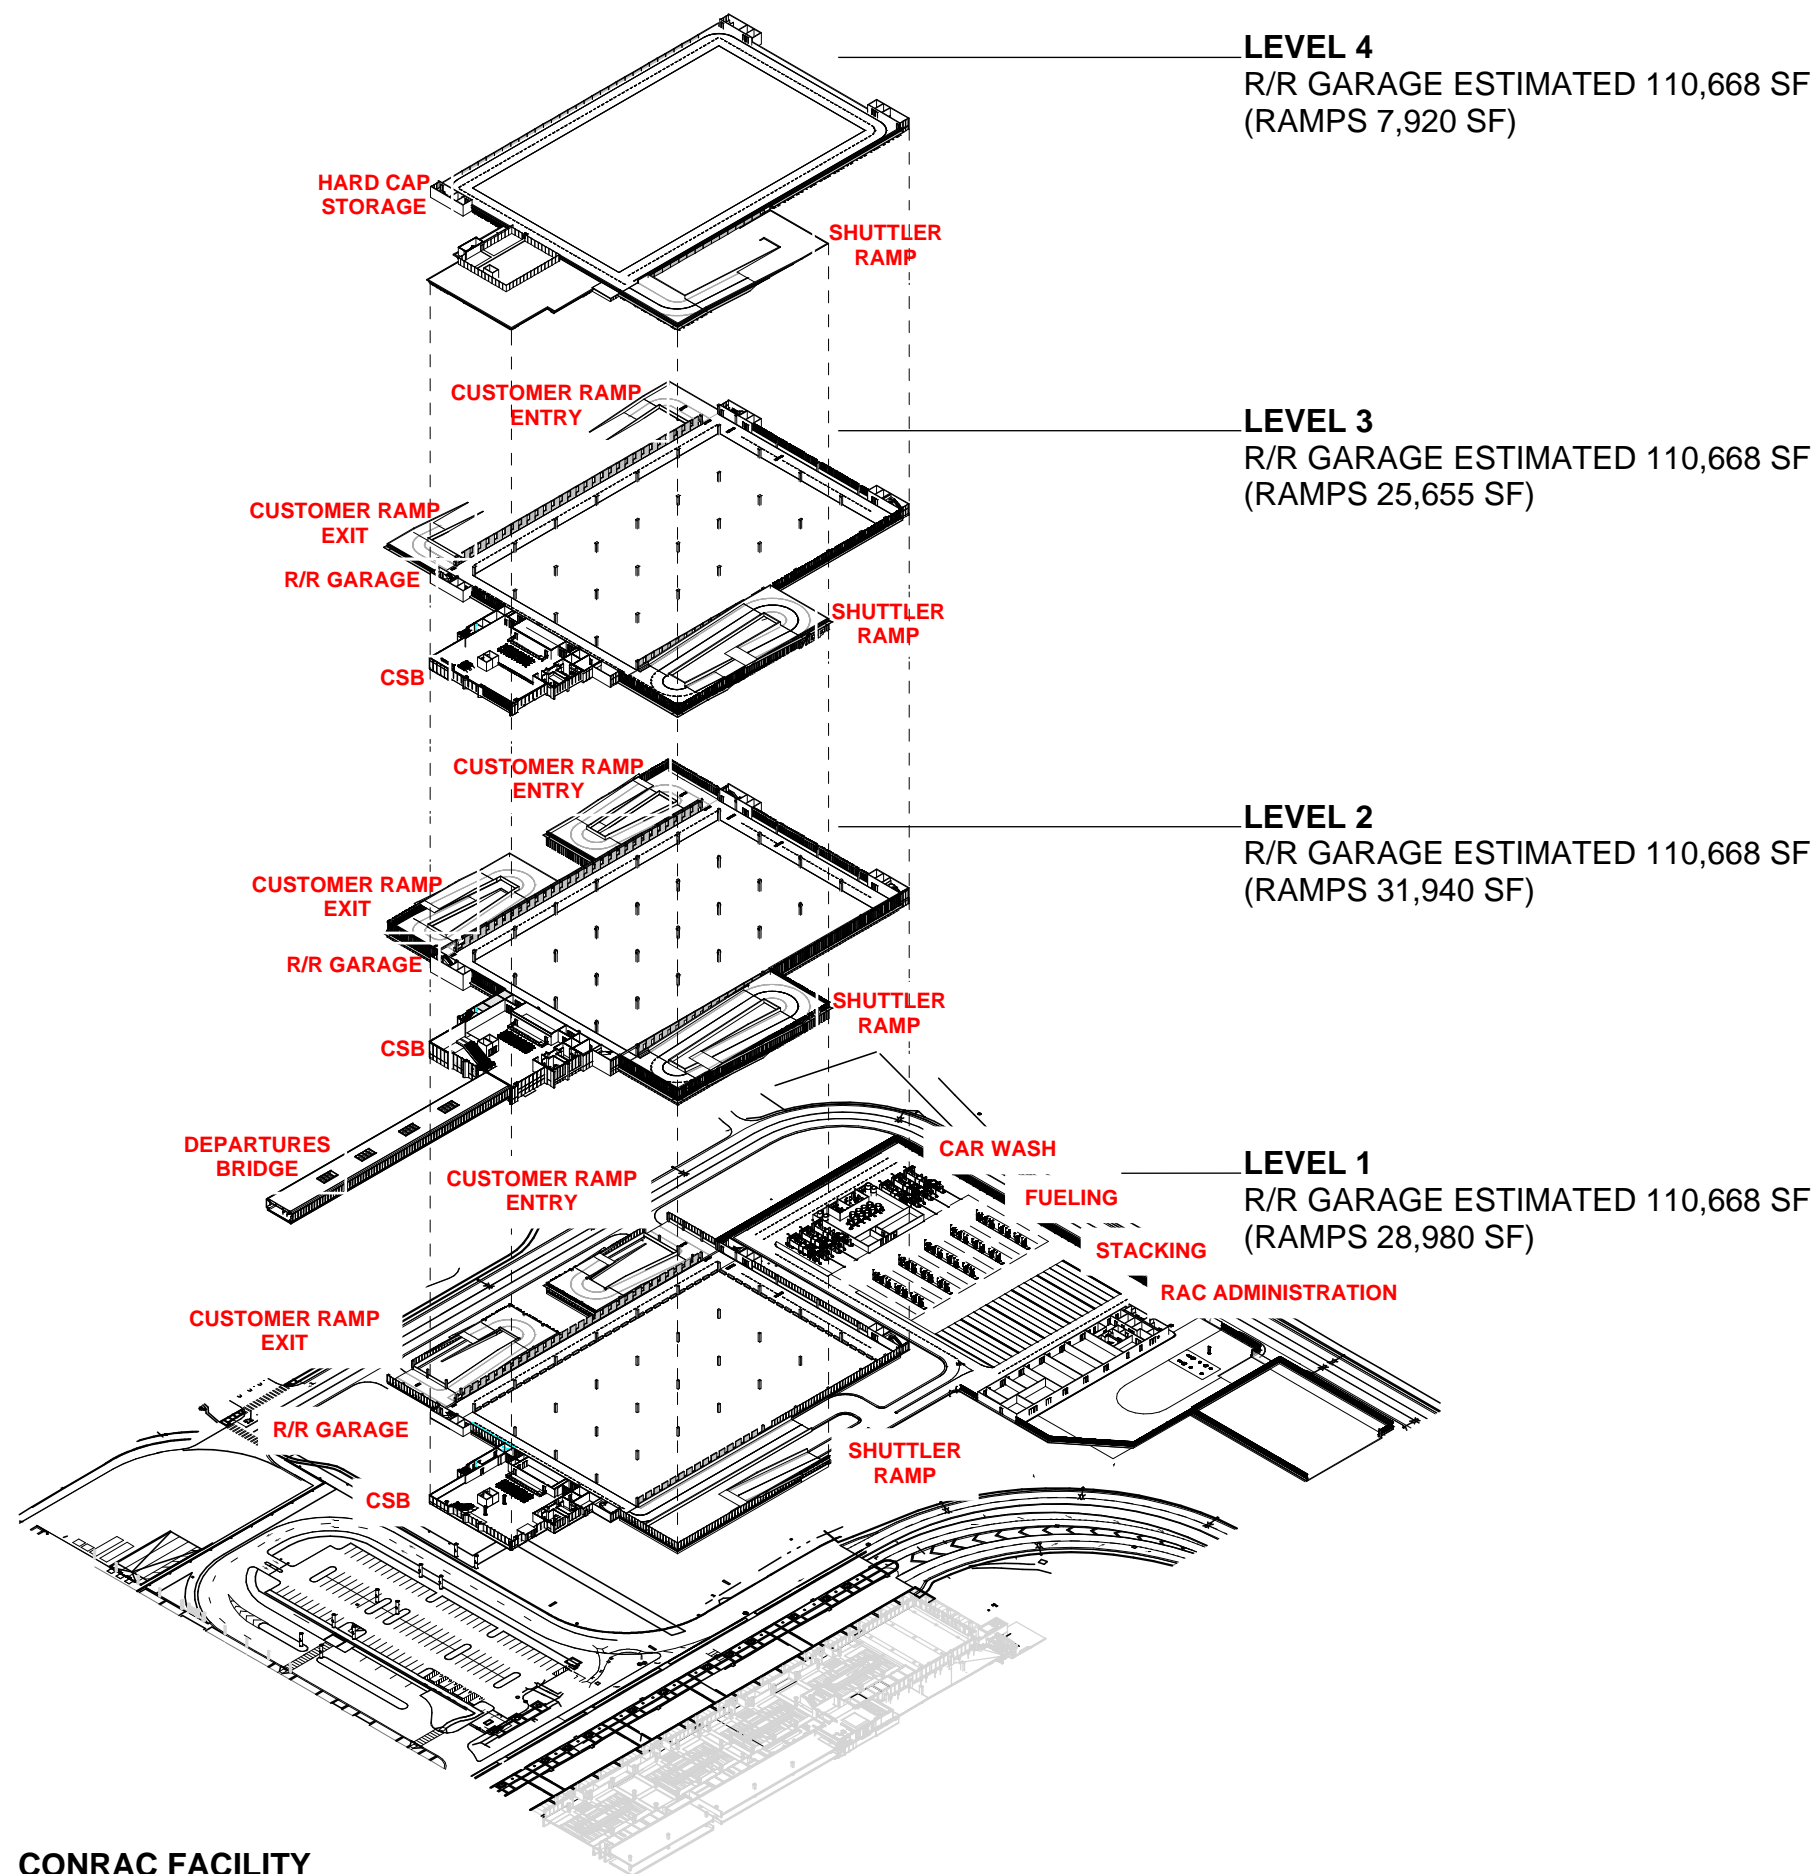 LEVEL 4
R/R GARAGE ESTIMATED 110,668 SF
(RAMPS 7,920 SF)
HARD CAP
STORAGE
SHUTTLER
RAMP
CUSTOMER RAMP
ENTRY
LEVEL 3
R/R GARAGE ESTIMATED 110,668 SF
(RAMPS 25,655 SF)
CUSTOMER RAMP
EXIT
R/R GARAGE
SHUTTLER
RAMP
CSB
CUSTOMER RAMP
ENTRY
LEVEL 2
R/R GARAGE ESTIMATED 110,668 SF
(RAMPS 31,940 SF)
CUSTOMER RAMP
EXIT
R/R GARAGE
SHUTTLER
RAMP
CSB
DEPARTURES
BRIDGE
CAR WASH
LEVEL 1
R/R GARAGE ESTIMATED 110,668 SF
(RAMPS 28,980 SF)
CUSTOMER RAMP
ENTRY
FUELING
STACKING
RAC ADMINISTRATION
CUSTOMER RAMP
EXIT
R/R GARAGE
SHUTTLER
RAMP
CSB
CONRAC FACILITY